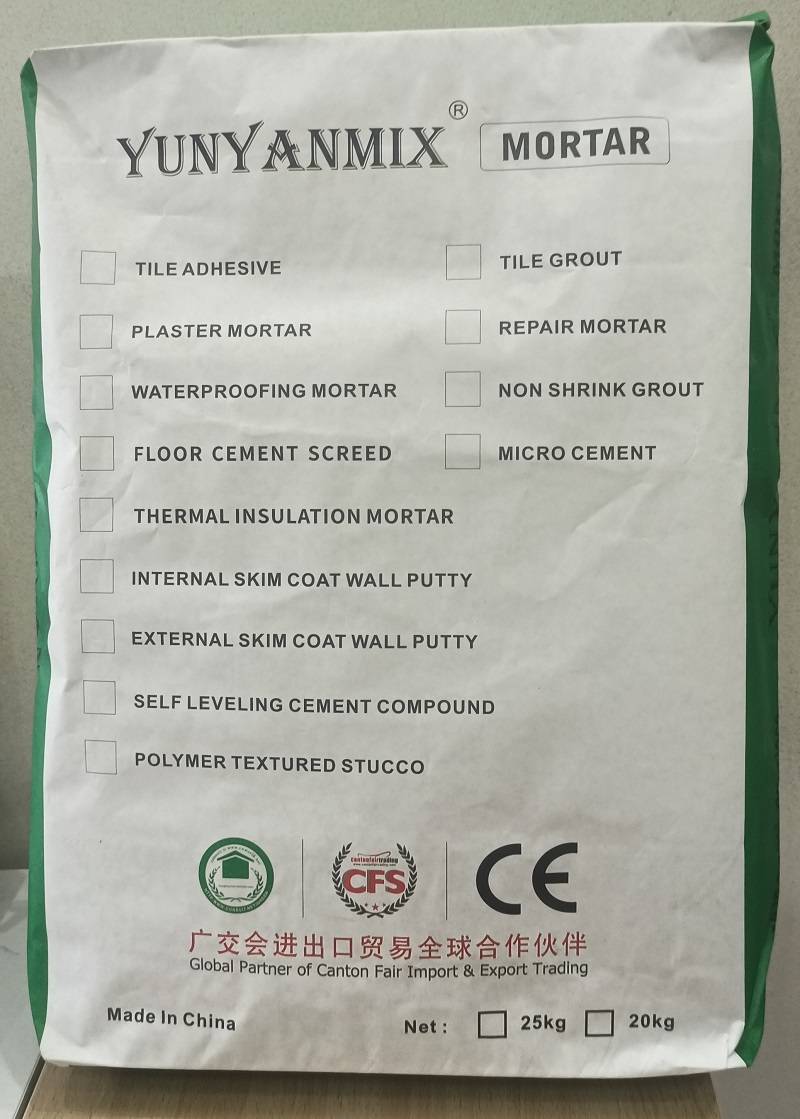 YUNYANMIX ® MORTAR
TILE ADHESIVE
TILE GROUT
PLASTER MORTAR
REPAIR MORTAR
WATERPROOFING MORTAR
NON SHRINK GROUT
FLOOR CEMENT SCREED
MICRO CEMENT
THERMAL INSULATION MORTAR
INTERNAL SKIM COAT WALL PUTTY
EXTERNAL SKIM COAT WALL PUTTY
SELF LEVELING CEMENT COMPOUND
POLYMER TEXTURED STUCCO
cantonfairtrading
CFS
CE
广交会进出口贸易全球合作伙伴
Global Partner of Canton Fair Import & Export Trading
Made In China
Net : 25kg 20kg